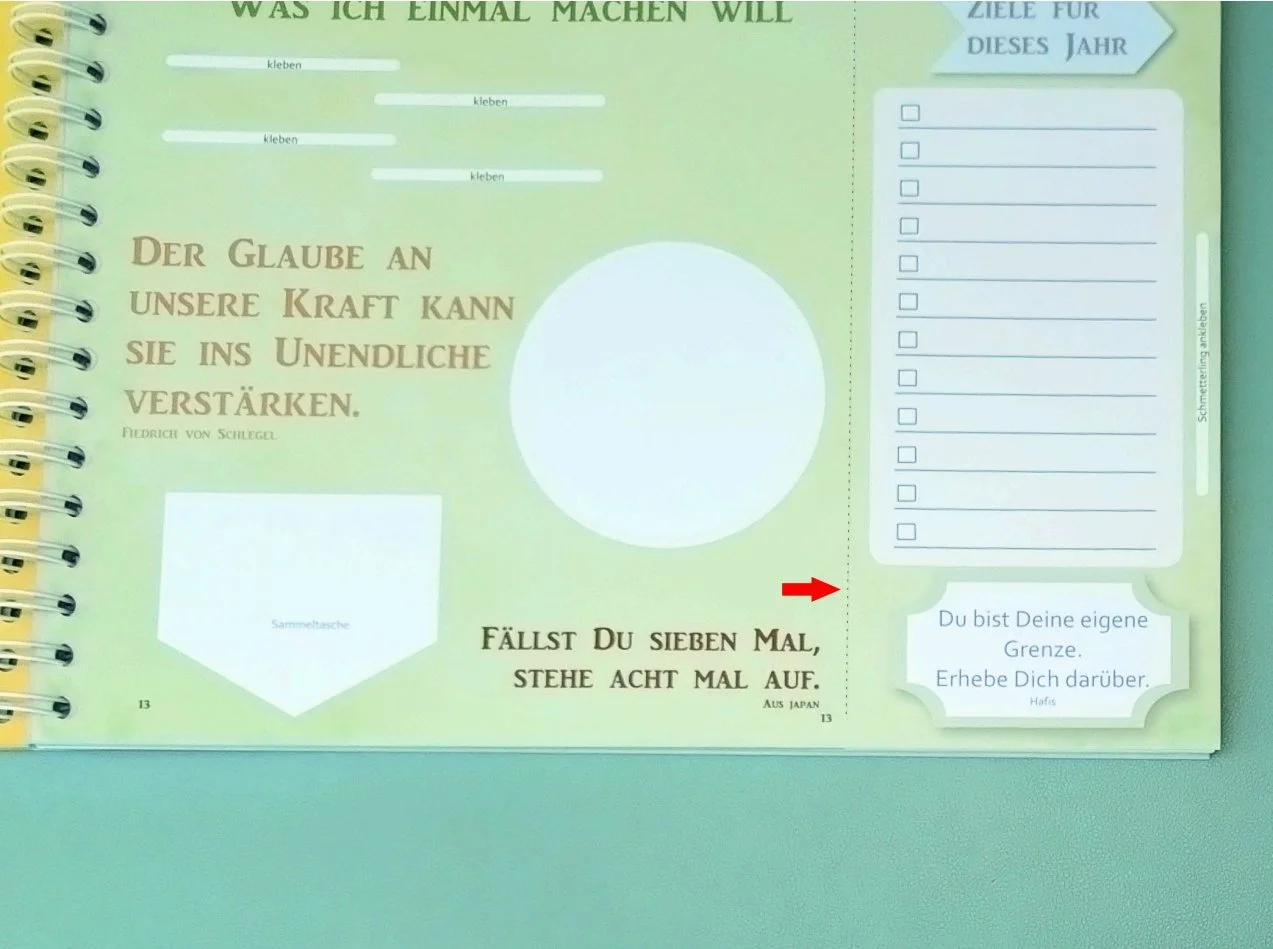 WAS ICH EINMAL MACHEN WILL
kleben
kleben
kleben
kleben
DER GLAUBE AN
UNSERE KRAFT KANN
SIE INS UNENDLICHE
VERSTÄRKEN.
FIEDRICH VON SCHLEGEL
Sammeltasche
13
FÄLLST DU SIEBEN MAL,
STEHE ACHT MAL AUF.
AUS JAPAN
13
ZIELE FÜR
DIESES JAHR
Schmetterling ankleben
Du bist Deine eigene
Grenze.
Erhebe Dich darüber.
Hafis